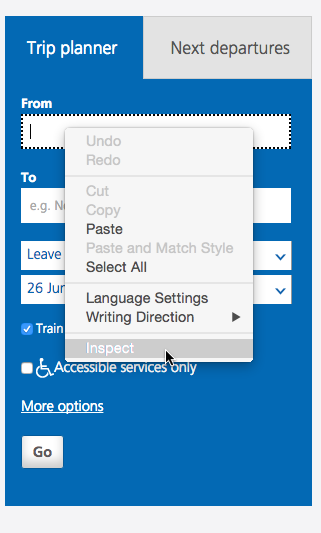 Trip planner
Next departures
From
Undo
Redo
To
Cut
e.g. N
Copy
Paste
Paste and Match Style
Leave
Select All
26 Jun
Language Settings
Writing Direction
Train
Inspect
Accessible services only
More options
Go